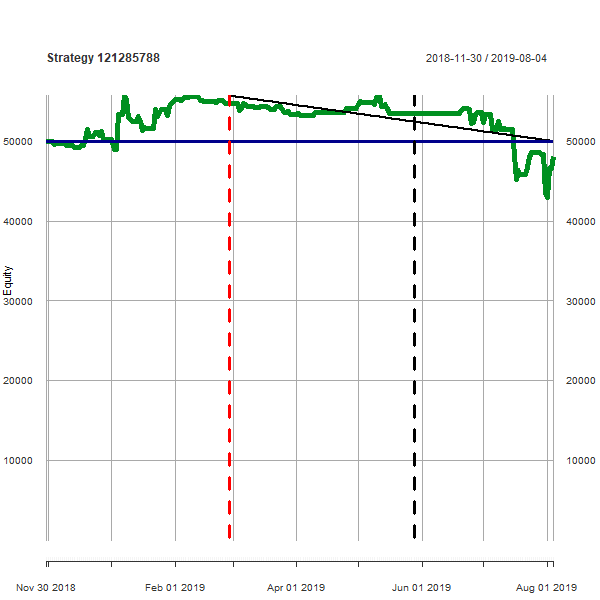 Strategy 121285788
2018-11-30 / 2019-08-04
50000
50000
40000
40000
Equity
30000
30000
20000
20000
10000
10000
Nov 30 2018
Feb 01 2019
Apr 01 2019
Jun 01 2019
Aug 01 2019